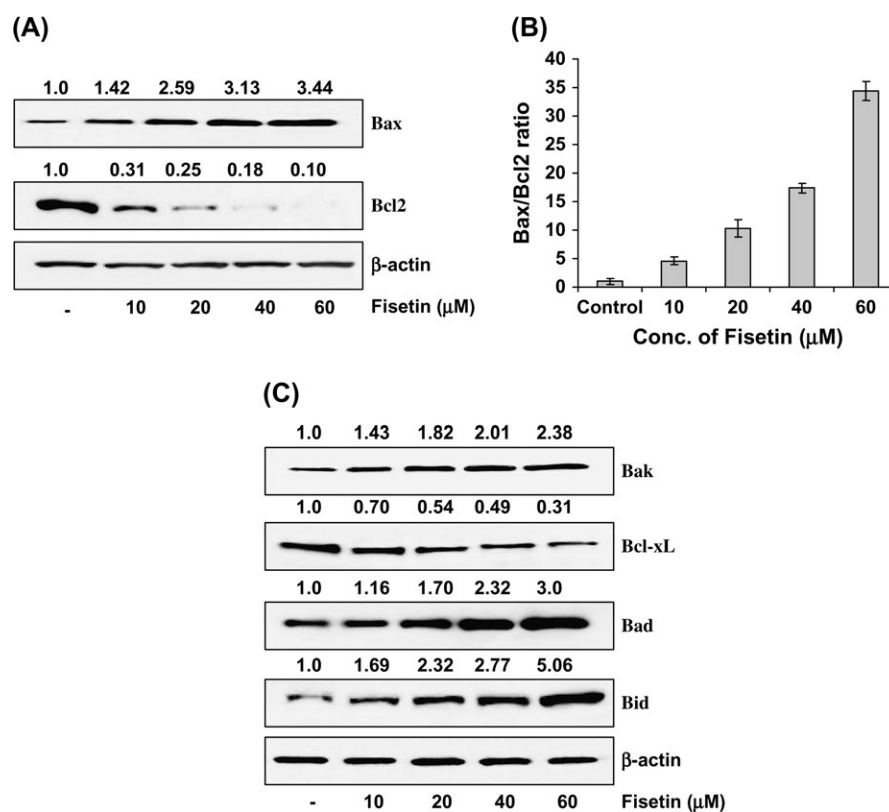 (A)
1.0 1.42 2.59 3.13 3.44
Bax
1.0 0.31 0.25 0.18 0.10
Bcl2
β-actin
- 10 20 40 60 Fisetin (μM)
(B)
40
35
30
25
20
15
10
5
0
Bax/Bcl2 ratio
Control 10 20 40 60
Conc. of Fisetin (μM)
(C)
1.0 1.43 1.82 2.01 2.38
Bak
1.0 0.70 0.54 0.49 0.31
Bcl-xL
1.0 1.16 1.70 2.32 3.0
Bad
1.0 1.69 2.32 2.77 5.06
Bid
β-actin
- 10 20 40 60 Fisetin (μM)